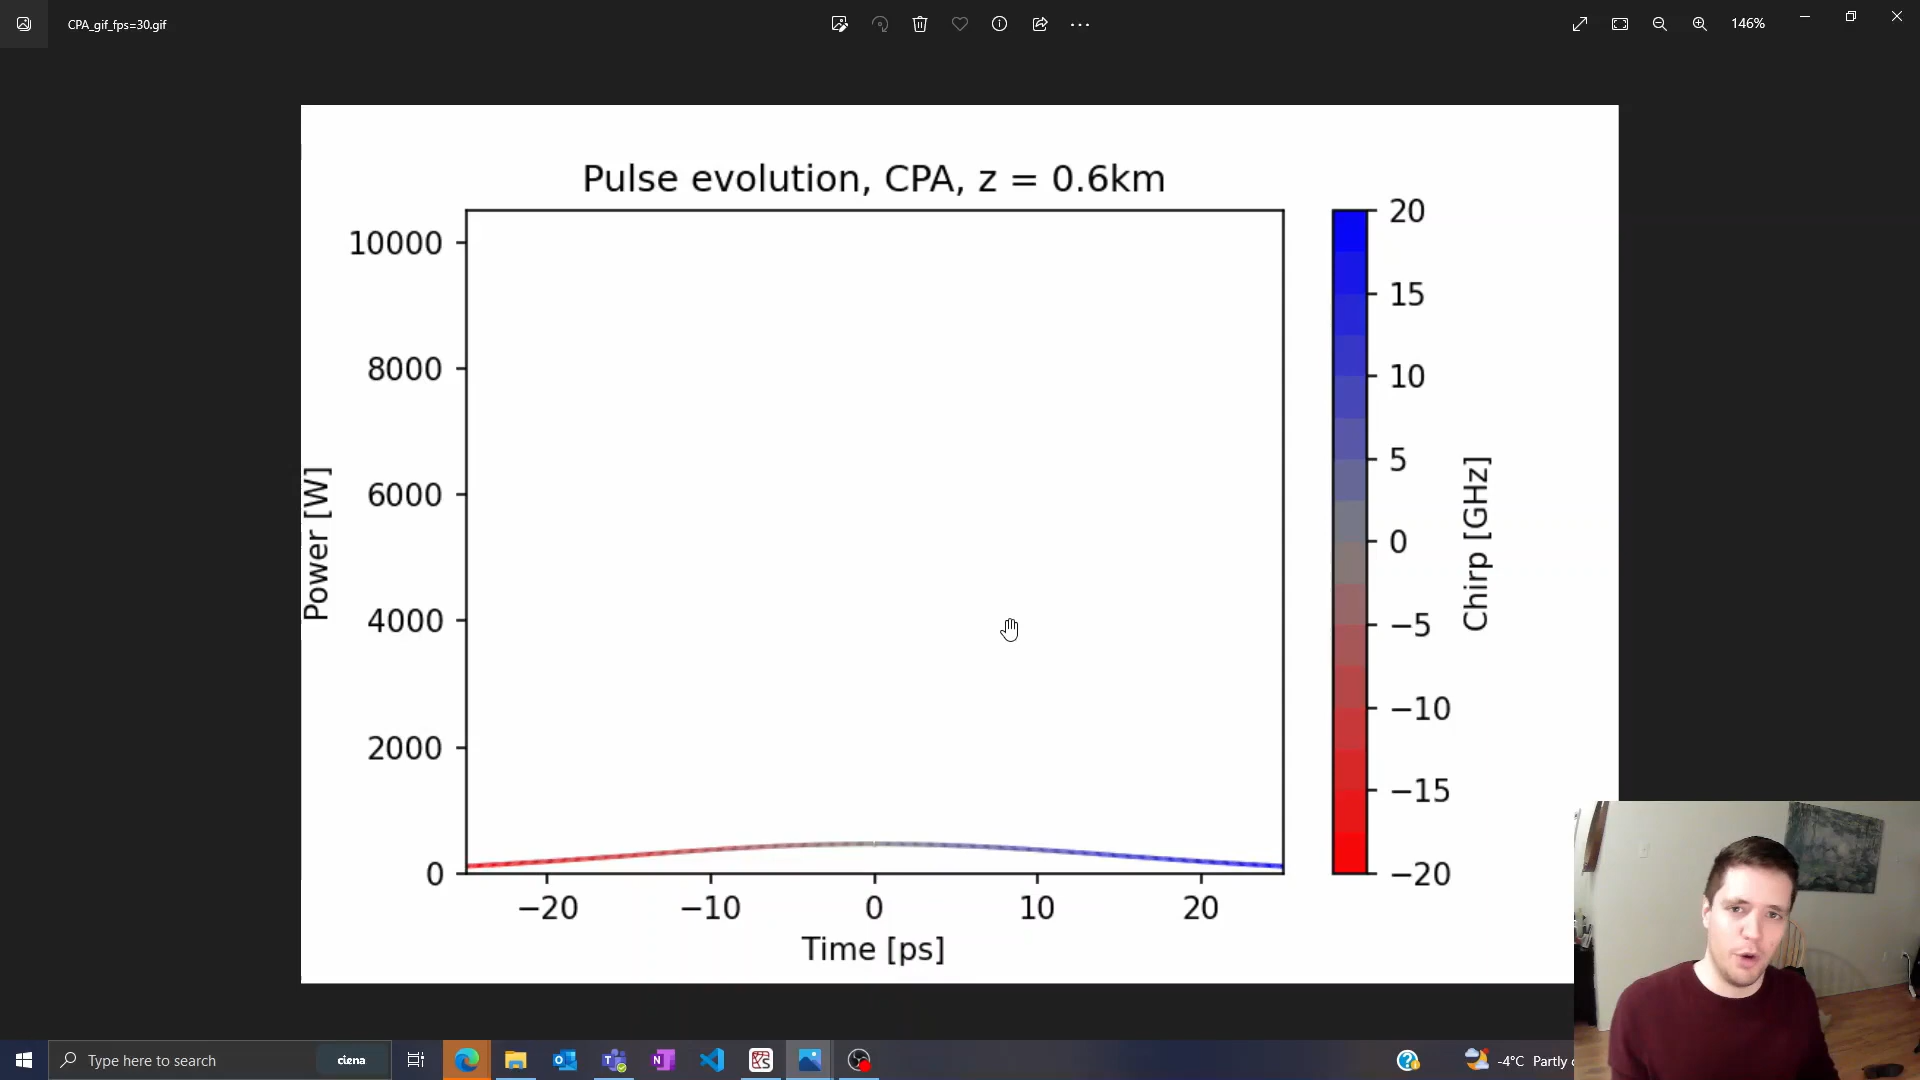 CPA_gif_fps=30.gif
146%
Pulse evolution, CPA, z = 0.6km
10000
8000
6000
4000
2000
0
Power [W]
−20
−10
0
10
20
Time [ps]
20
15
10
5
0
−5
−10
−15
−20
Chirp [GHz]
Type here to search
ciena
-4°C Partly